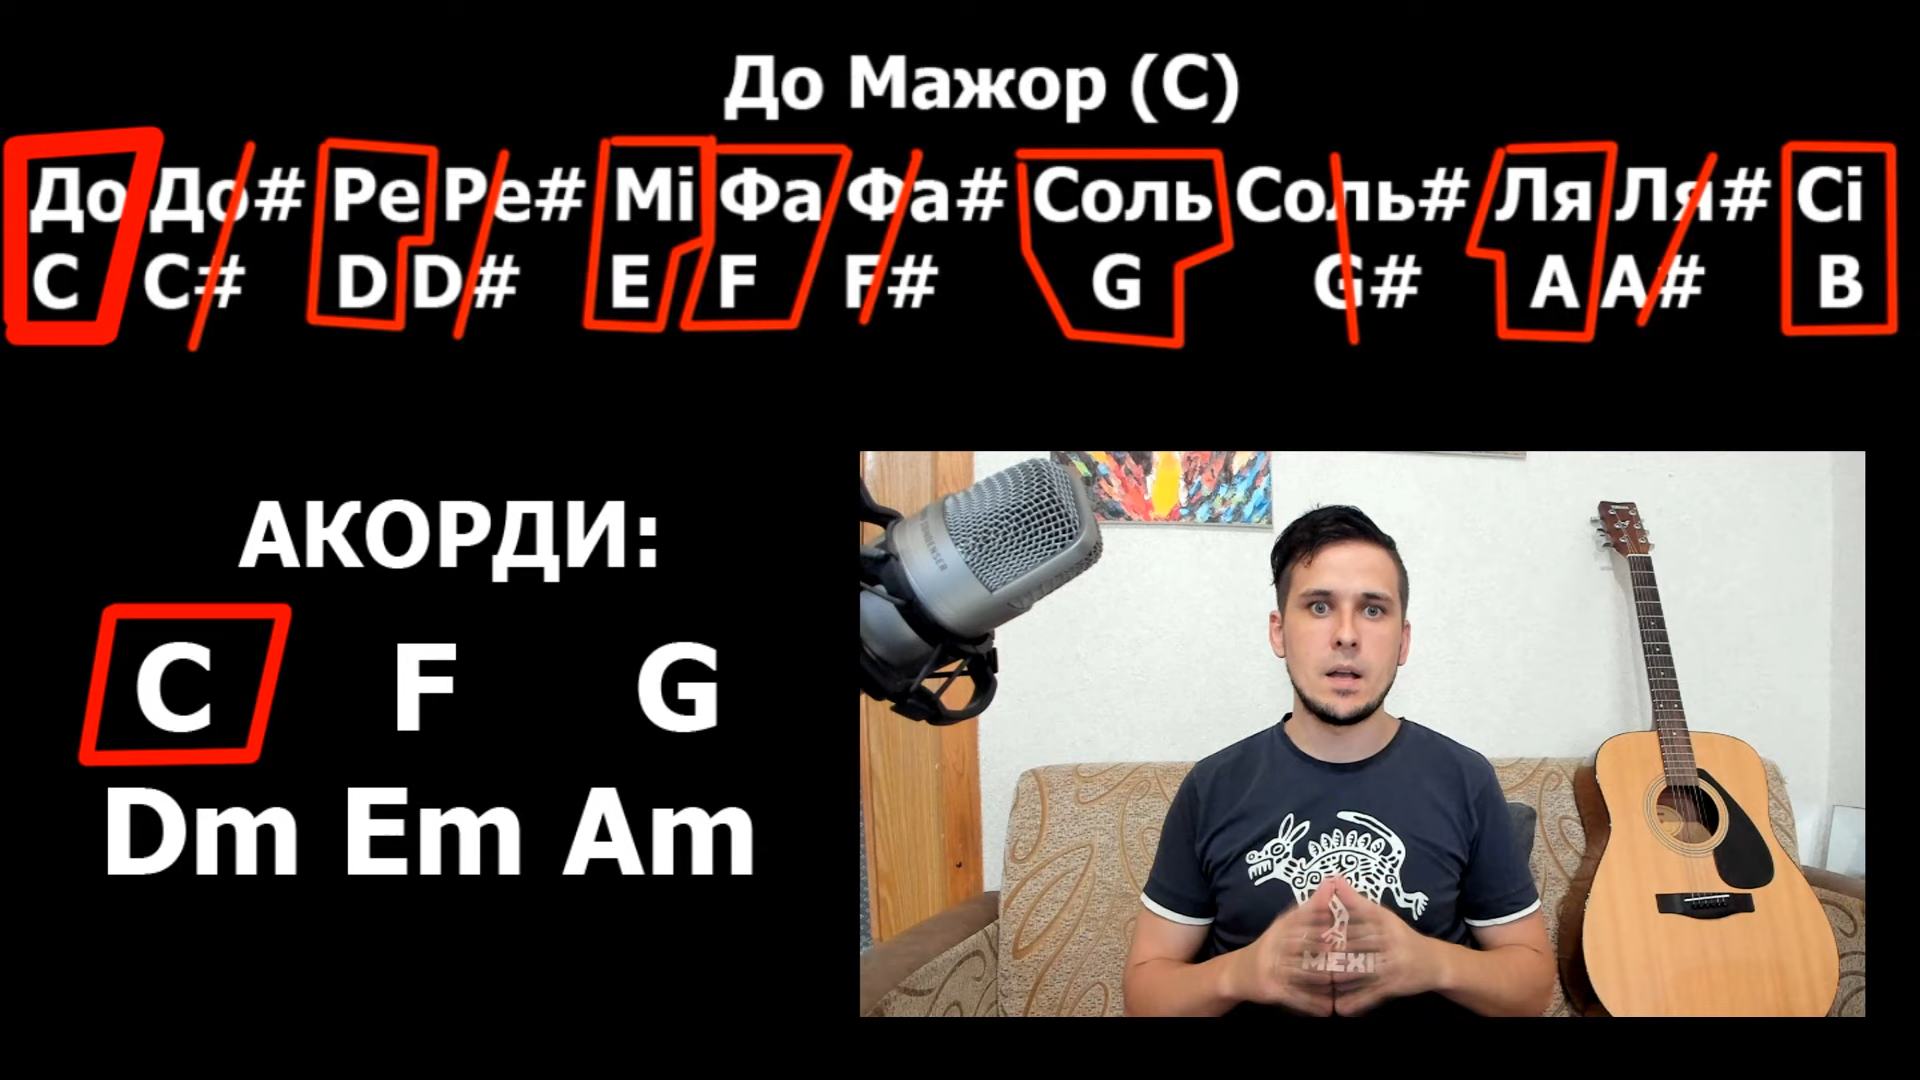 До Мажор (C)
До До# Ре Ре# Мі Фа Фа# Соль Соль# Ля Ля# Сі
C C# D D# E F F# G G# A A# B
АКОРДИ:
C F G
Dm Em Am